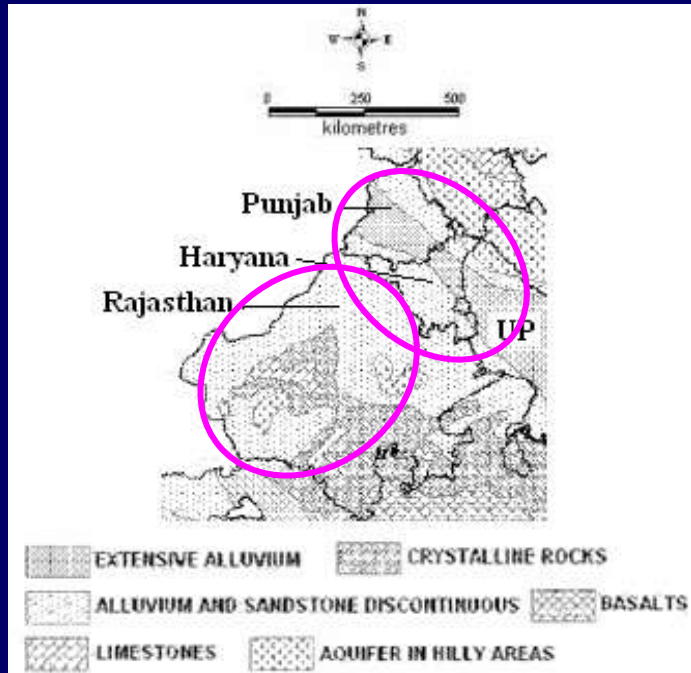 N
W E
S
0 250 500
kilometres
Punjab
Haryana
Rajasthan
UP
EXTENSIVE ALLUVIUM CRYSTALLINE ROCKS
ALLUVIUM AND SANDSTONE DISCONTINUOUS BASALTS
LIMESTONES AQUIFER IN HILLY AREAS